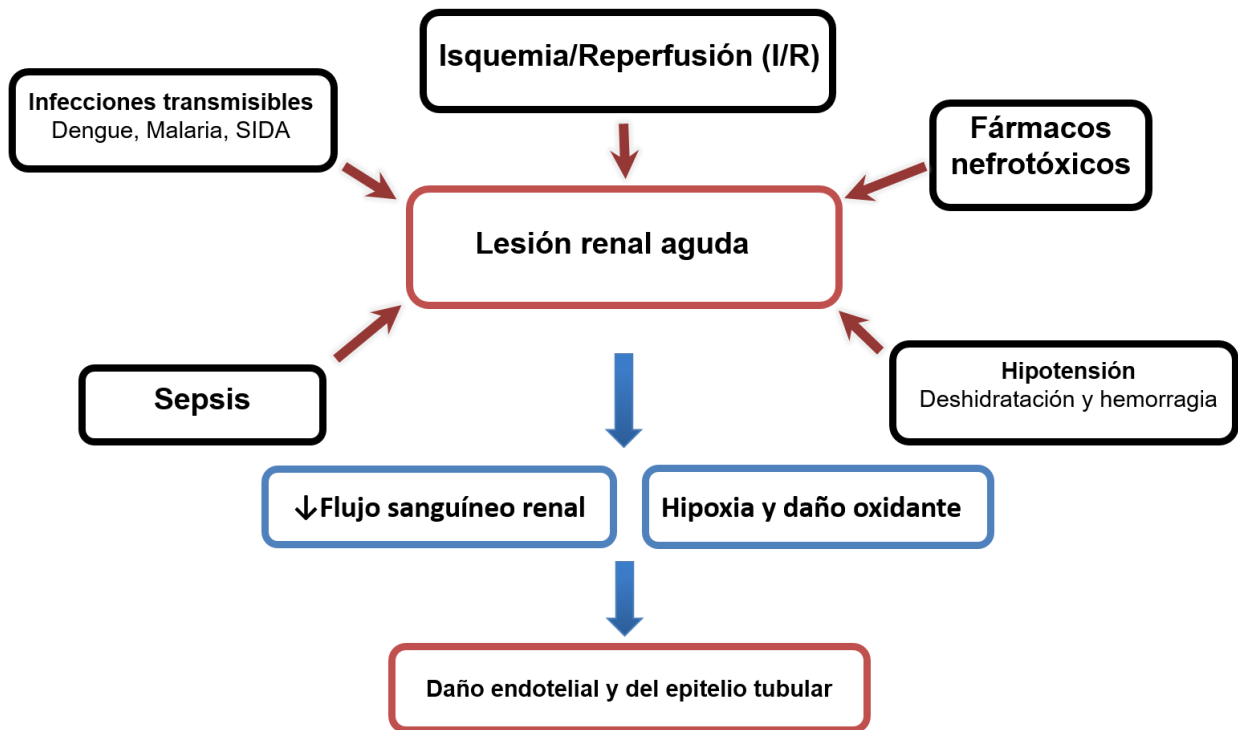 Isquemia/Reperfusión (I/R)
Infecciones transmisibles
Dengue, Malaria, SIDA
Fármacos
nefrotóxicos
Lesión renal aguda
Sepsis
Hipotensión
Deshidratación y hemorragia
↓Flujo sanguíneo renal
Hipoxia y daño oxidante
Daño endotelial y del epitelio tubular